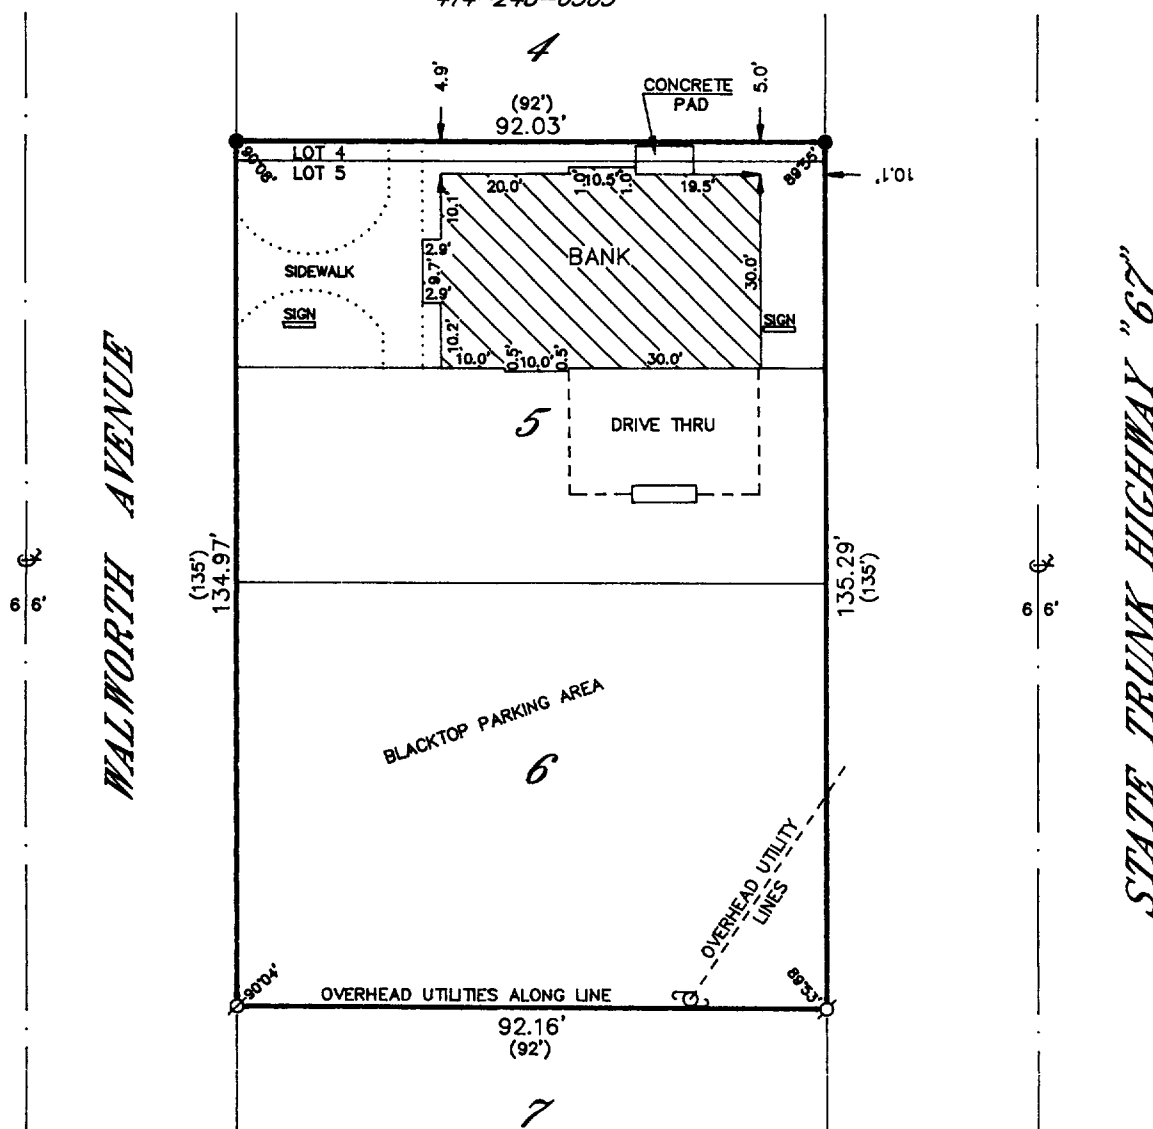 4
4.9'
5.0'
CONCRETE
PAD
(92')
92.03'
90°08'
LOT 4
LOT 5
89°55'
10.1'
20.0'
1.0'
10.5'
1.0'
19.5'
10.1'
2.9'
9.7'
2.9'
BANK
30.0'
SIDEWALK
SIGN
SIGN
10.2'
10.0'
0.5'
10.0'
0.5'
30.0'
5
DRIVE THRU
WALWORTH AVENUE
STATE TRUNK HIGHWAY "67"
(135')
134.97'
135.29'
(135')
66'
66'
BLACKTOP PARKING AREA
6
OVERHEAD UTILITY
LINES
90°04'
OVERHEAD UTILITIES ALONG LINE
89°53'
92.16'
(92')
7